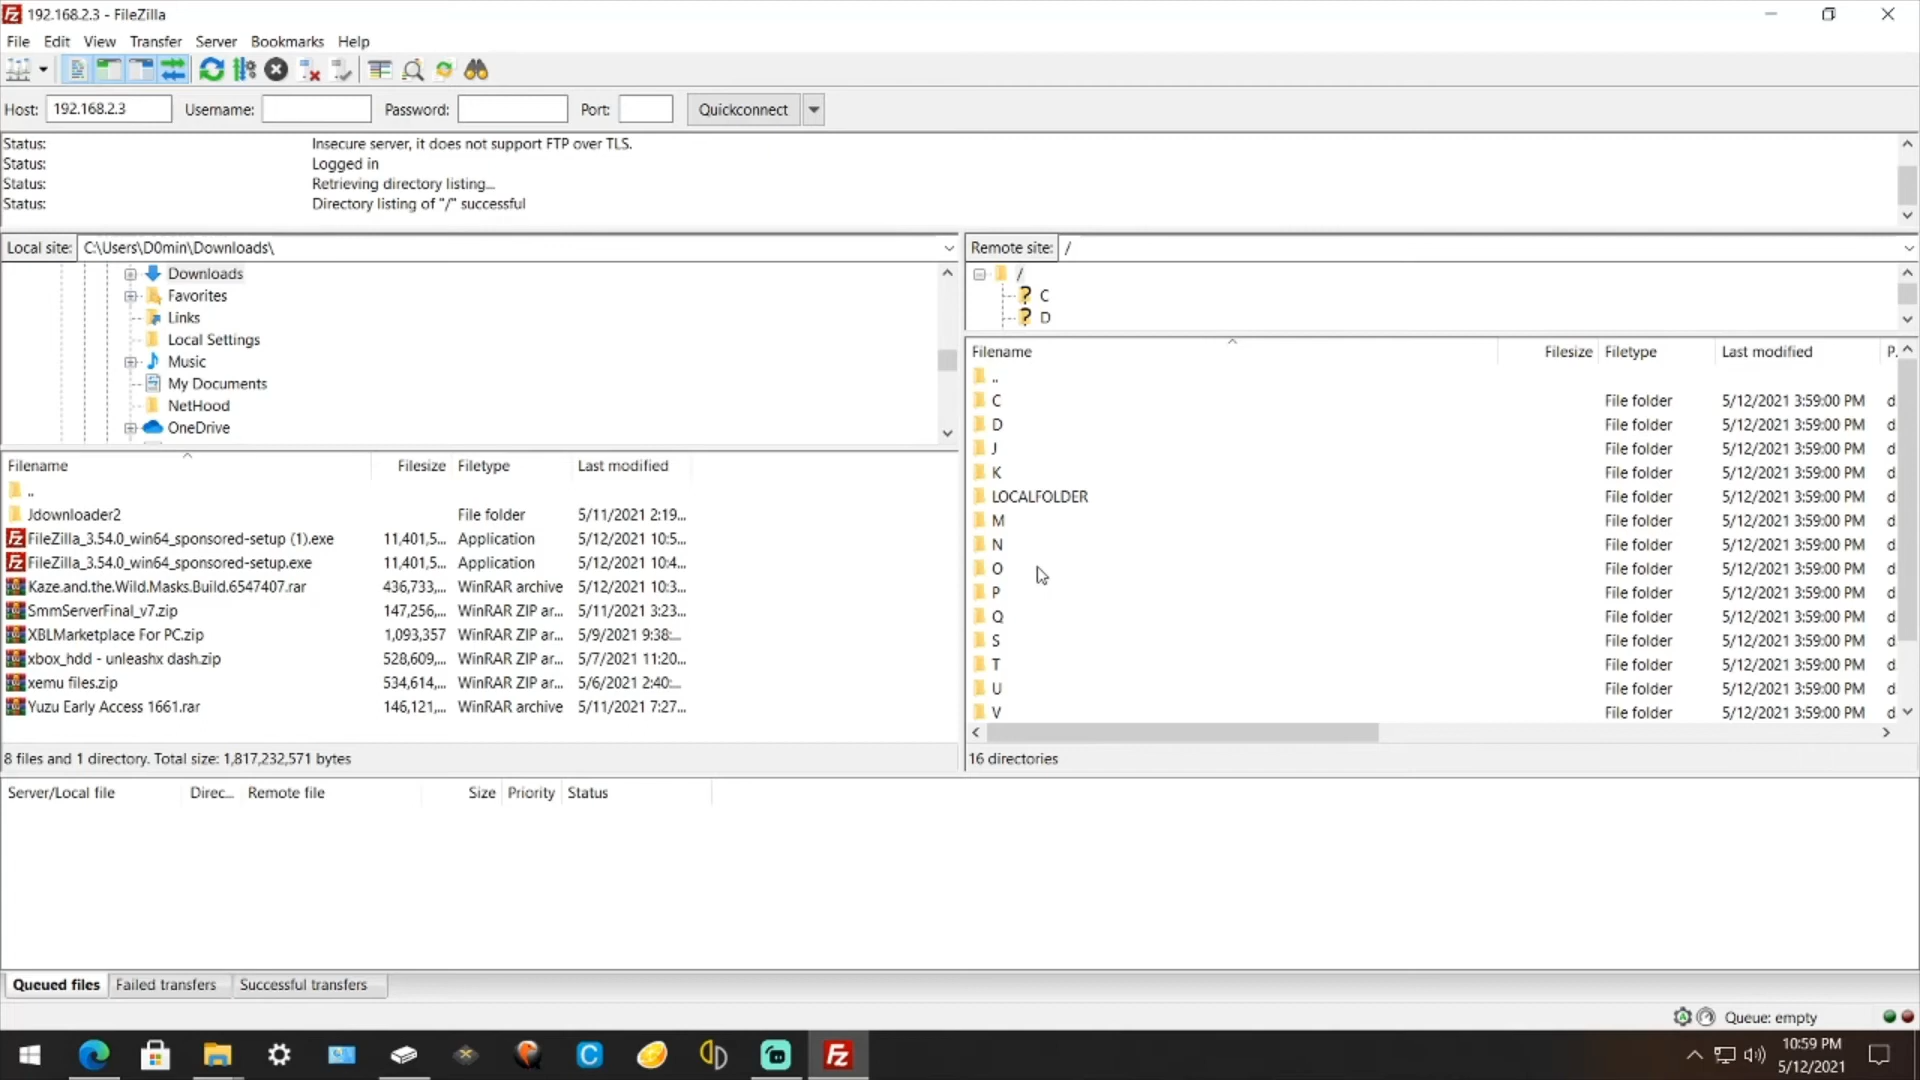 192.168.2.3 - FileZilla
File Edit View Transfer Server Bookmarks Help
Host: 192.168.2.3 Username: Password: Port: Quickconnect
Status: Insecure server, it does not support FTP over TLS.
Status: Logged in
Status: Retrieving directory listing...
Status: Directory listing of "/" successful
Local site: C:\Users\D0min\Downloads\
Downloads
Favorites
Links
Local Settings
Music
My Documents
NetHood
OneDrive
Filename Filesize Filetype Last modified
..
Jdownloader2 File folder 5/11/2021 2:19...
FileZilla_3.54.0_win64_sponsored-setup (1).exe 11,401,5... Application 5/12/2021 10:5...
FileZilla_3.54.0_win64_sponsored-setup.exe 11,401,5... Application 5/12/2021 10:4...
Kaze.and.the.Wild.Masks.Build.6547407.rar 436,733,... WinRAR archive 5/12/2021 10:3...
SmmServerFinal_v7.zip 147,256,... WinRAR ZIP ar... 5/11/2021 3:23...
XBLMarketplace For PC.zip 1,093,357 WinRAR ZIP ar... 5/9/2021 9:38:...
xbox_hdd - unleashx dash.zip 528,609,... WinRAR ZIP ar... 5/7/2021 11:20...
xemu files.zip 534,614,... WinRAR ZIP ar... 5/6/2021 2:40:...
Yuzu Early Access 1661.rar 146,121,... WinRAR archive 5/11/2021 7:27...
8 files and 1 directory. Total size: 1,817,232,571 bytes
Remote site: /
/
? C
? D
Filename Filesize Filetype Last modified P.
..
C File folder 5/12/2021 3:59:00 PM d
D File folder 5/12/2021 3:59:00 PM d
J File folder 5/12/2021 3:59:00 PM d
K File folder 5/12/2021 3:59:00 PM d
LOCALFOLDER File folder 5/12/2021 3:59:00 PM d
M File folder 5/12/2021 3:59:00 PM d
N File folder 5/12/2021 3:59:00 PM d
O File folder 5/12/2021 3:59:00 PM d
P File folder 5/12/2021 3:59:00 PM d
Q File folder 5/12/2021 3:59:00 PM d
S File folder 5/12/2021 3:59:00 PM d
T File folder 5/12/2021 3:59:00 PM d
U File folder 5/12/2021 3:59:00 PM d
V File folder 5/12/2021 3:59:00 PM d
16 directories
Server/Local file Direc... Remote file Size Priority Status
Queued files Failed transfers Successful transfers
Queue: empty
10:59 PM
5/12/2021